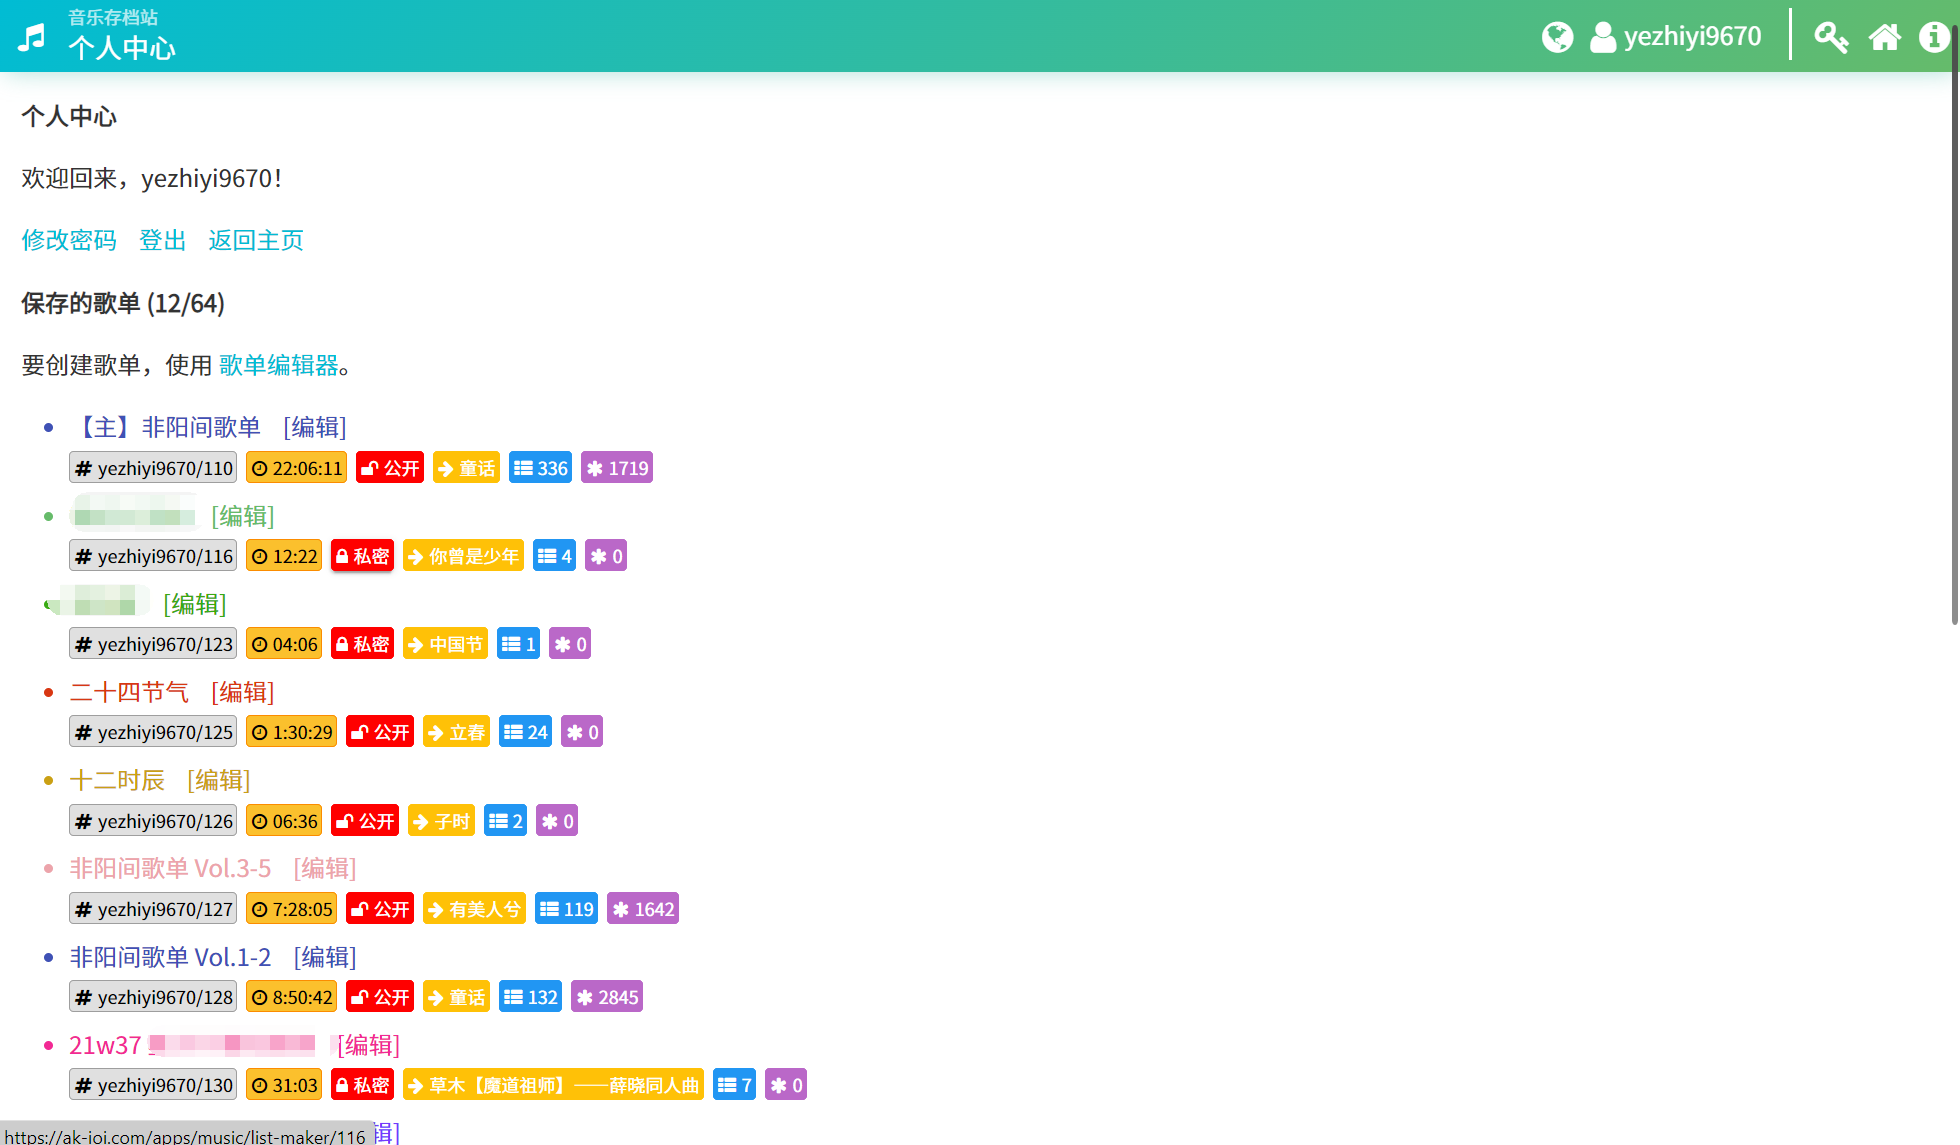 音乐存档站
个人中心
yezhiyi9670
个人中心
欢迎回来，yezhiyi9670！
修改密码 登出 返回主页
保存的歌单 (12/64)
要创建歌单，使用 歌单编辑器。
【主】非阳间歌单 [编辑]
# yezhiyi9670/110 22:06:11 公开 童话 336 1719
[编辑]
# yezhiyi9670/116 12:22 私密 你曾是少年 4 0
[编辑]
# yezhiyi9670/123 04:06 私密 中国节 1 0
二十四节气 [编辑]
# yezhiyi9670/125 1:30:29 公开 立春 24 0
十二时辰 [编辑]
# yezhiyi9670/126 06:36 公开 子时 2 0
非阳间歌单 Vol.3-5 [编辑]
# yezhiyi9670/127 7:28:05 公开 有美人兮 119 1642
非阳间歌单 Vol.1-2 [编辑]
# yezhiyi9670/128 8:50:42 公开 童话 132 2845
21w37 [编辑]
# yezhiyi9670/130 31:03 私密 草木【魔道祖师】——薛晓同人曲 7 0
辑]
https://ak-ioi.com/apps/music/list-maker/116